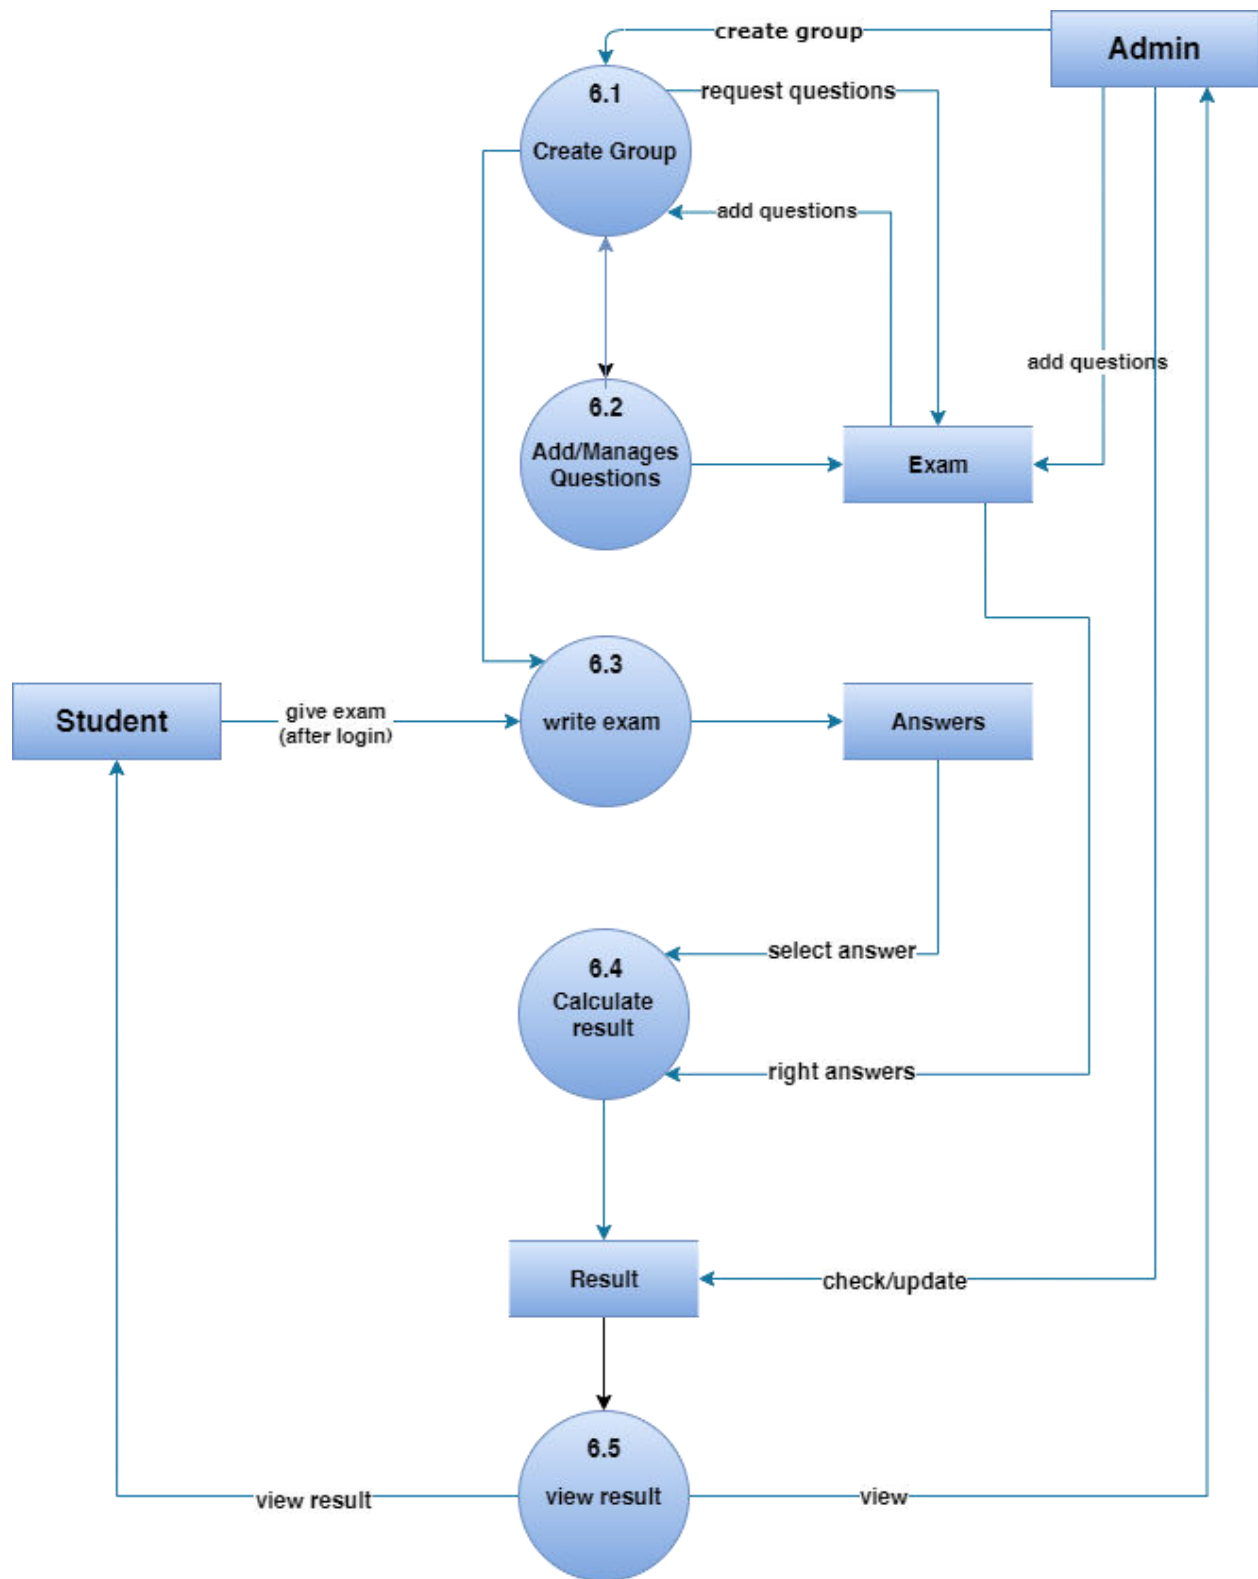 create group
Admin
6.1
request questions
Create Group
add questions
add questions
6.2
Add/Manages
Questions
Exam
6.3
Student
give exam
(after login)
write exam
Answers
select answer
6.4
Calculate
result
right answers
Result
check/update
6.5
view result
view result
view